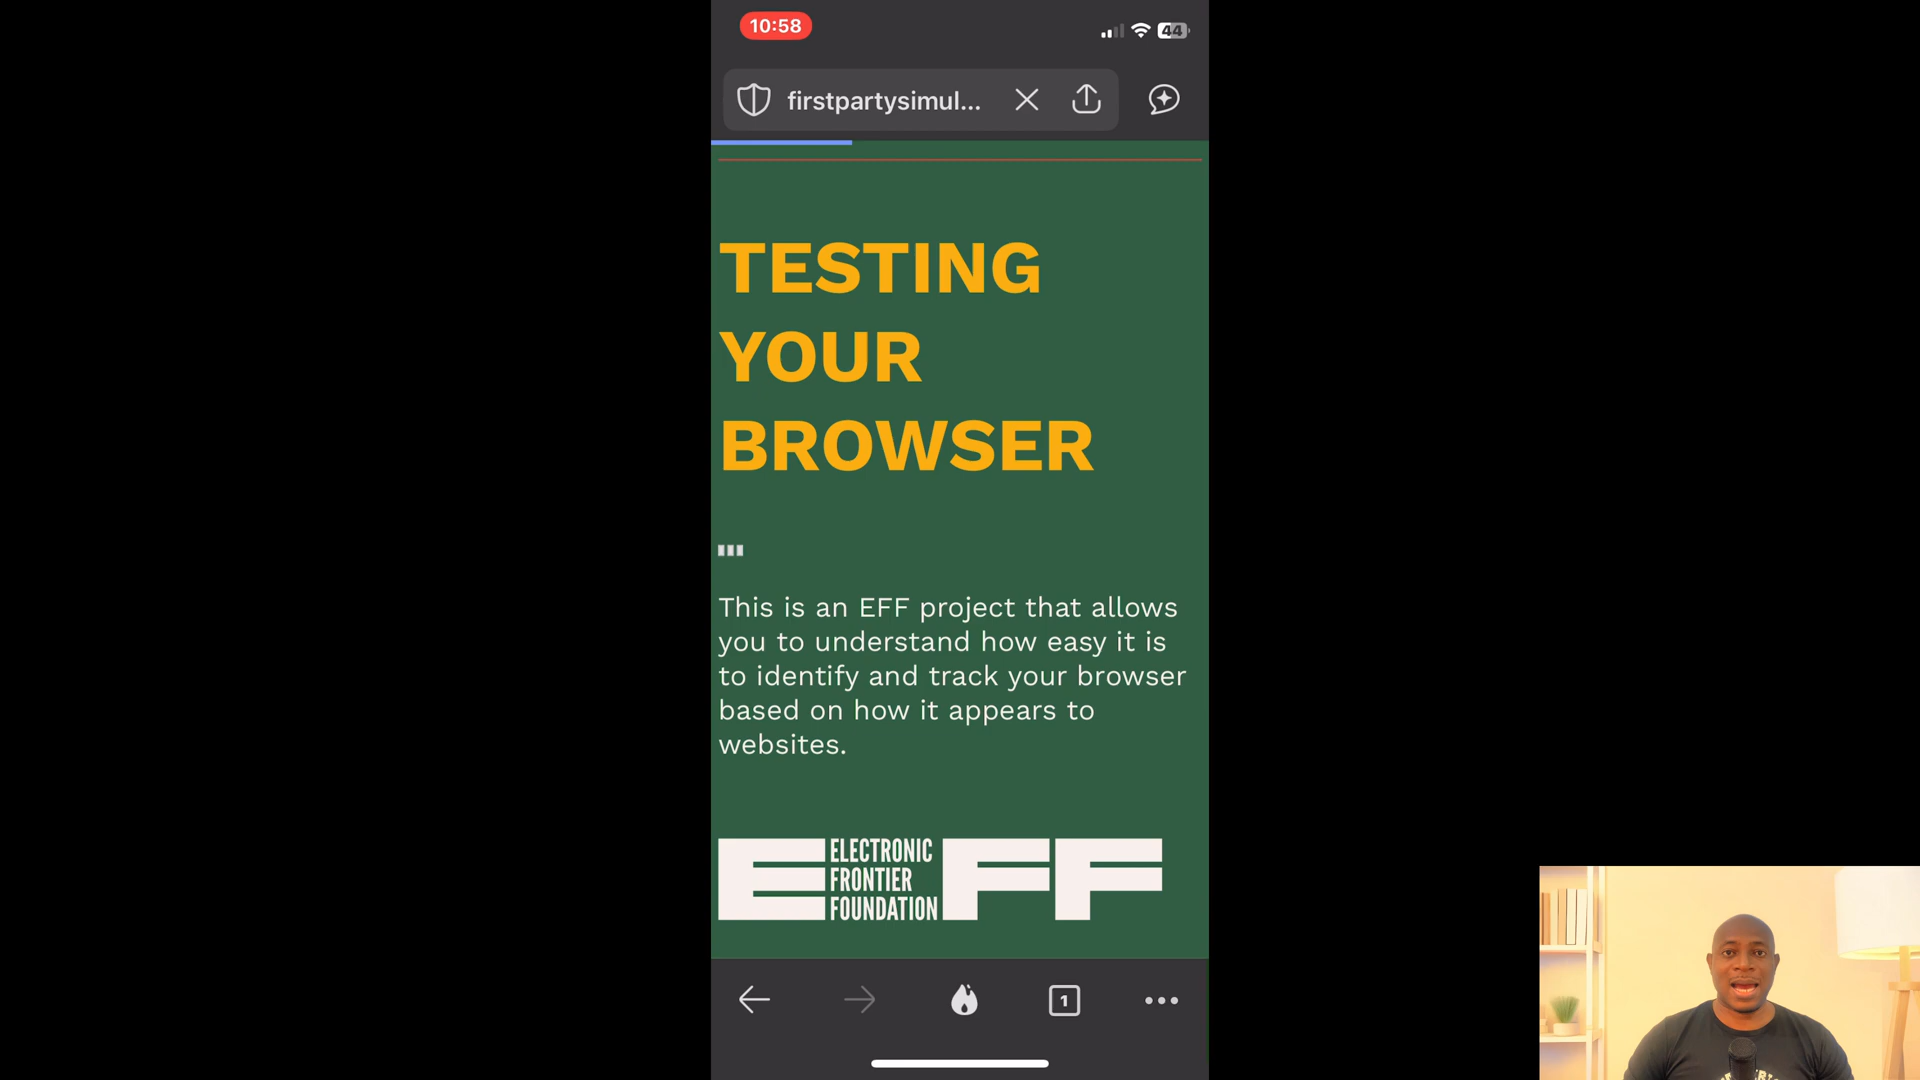 10:58
44
firstpartysimul...
TESTING
YOUR
BROWSER
This is an EFF project that allows
you to understand how easy it is
to identify and track your browser
based on how it appears to
websites.
EFF
ELECTRONIC
FRONTIER
FOUNDATION
1